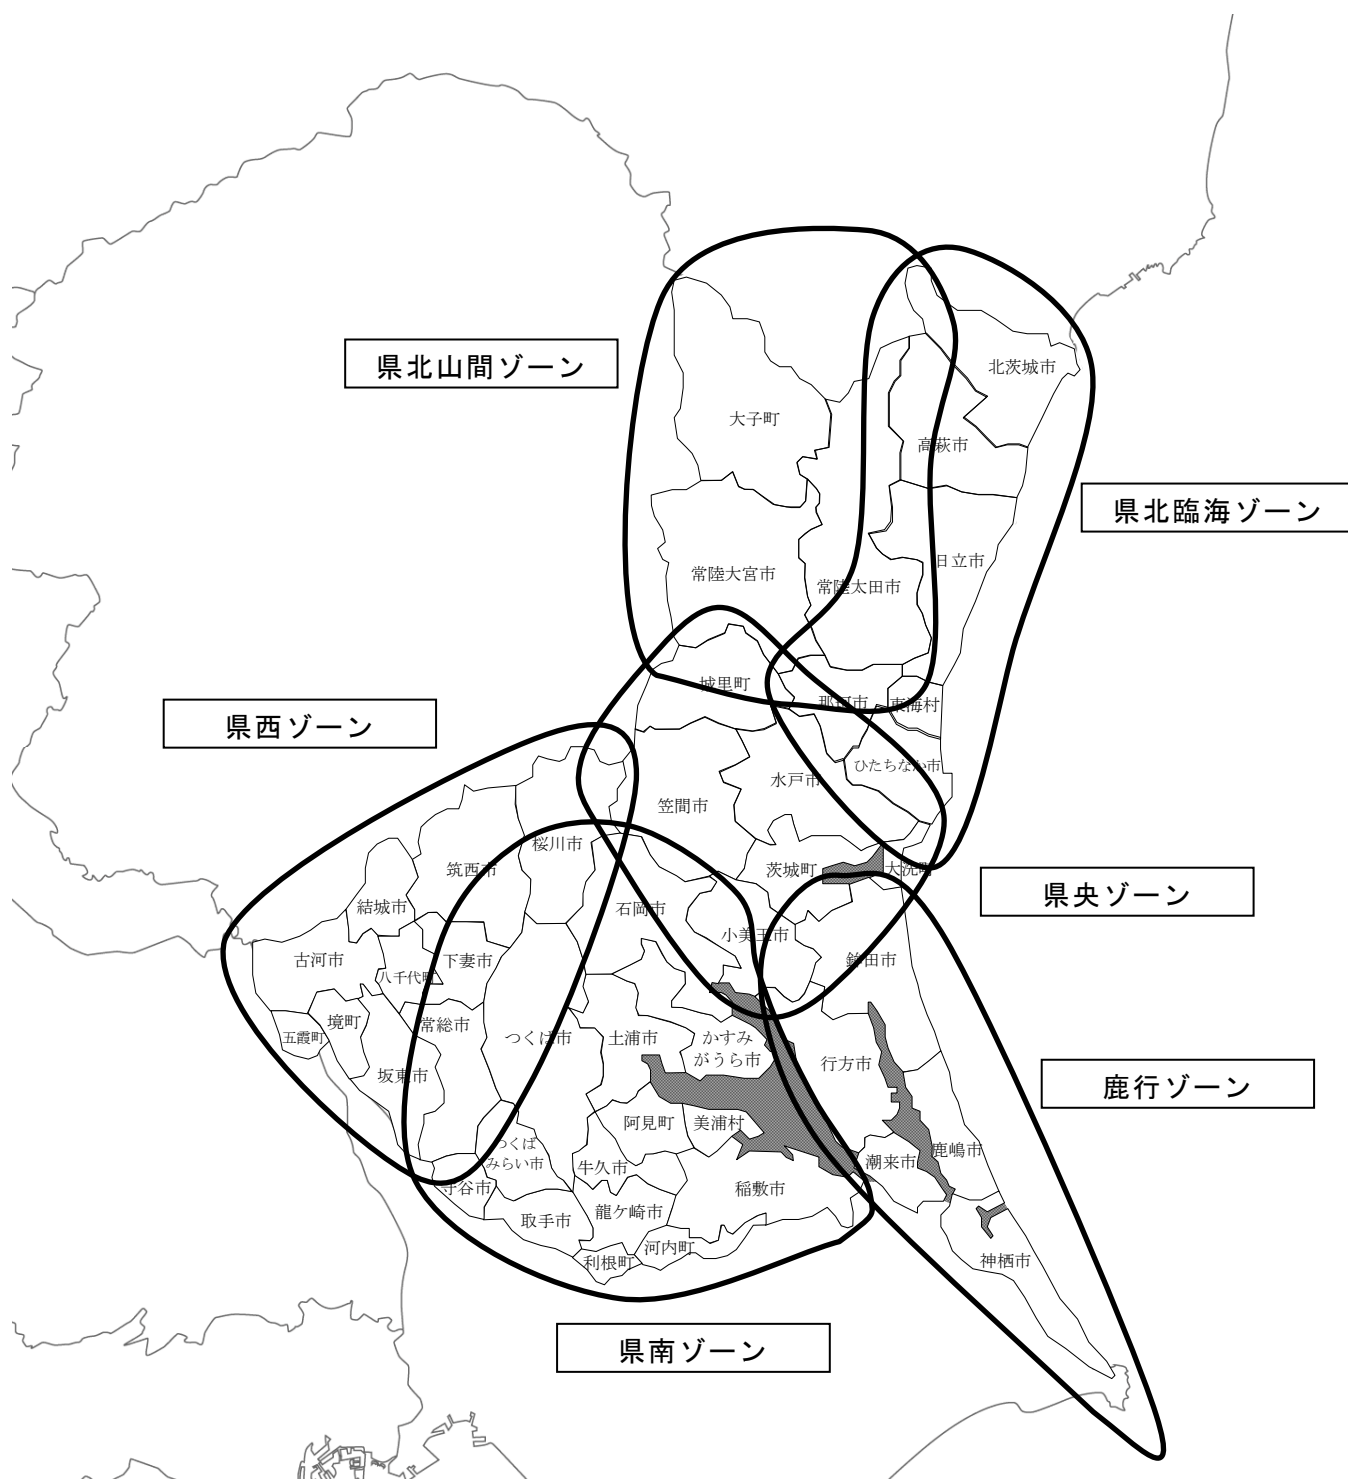 県北山間ゾーン
北茨城市
大子町
高萩市
県北臨海ゾーン
日立市
常陸大宮市
常陸太田市
城里町
那珂市
東海村
県西ゾーン
ひたちなか市
水戸市
笠間市
桜川市
筑西市
茨城町
大洗町
県央ゾーン
結城市
石岡市
小美玉市
古河市
八千代町
下妻市
鉾田市
五霞町
境町
常総市
つくば市
土浦市
かすみ
がうら市
行方市
坂東市
鹿行ゾーン
阿見町
美浦村
つくば
みらい市
牛久市
潮来市
鹿嶋市
守谷市
稲敷市
取手市
龍ケ崎市
利根町
河内町
神栖市
県南ゾーン